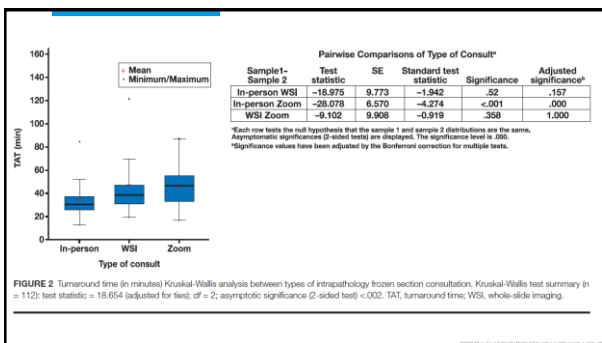 160
140
120
100
80
60
40
20
0
TAT (min)
Mean
Minimum/Maximum
In-person
WSI
Zoom
Type of consult
Pairwise Comparisons of Type of Consultᵃ
Sample1-Sample 2 Test statistic SE Standard test statistic Significance Adjusted significanceᵇ
In-person WSI −18.975 9.773 −1.942 .52 .157
In-person Zoom −28.078 6.570 −4.274 <.001 .000
WSI Zoom −9.102 9.908 −0.919 .358 1.000
ᵃEach row tests the null hypothesis that the sample 1 and sample 2 distributions are the same.
Asymptotic significances (2-sided tests) are displayed. The significance level is .050.
ᵇSignificance values have been adjusted by the Bonferroni correction for multiple tests.
FIGURE 2 Turnaround time (in minutes) Kruskal-Wallis analysis between types of intrapathology frozen section consultation. Kruskal-Wallis test summary (n
= 112): test statistic = 18.654 (adjusted for ties); df = 2; asymptotic significance (2-sided test) <.002. TAT, turnaround time; WSI, whole-slide imaging.